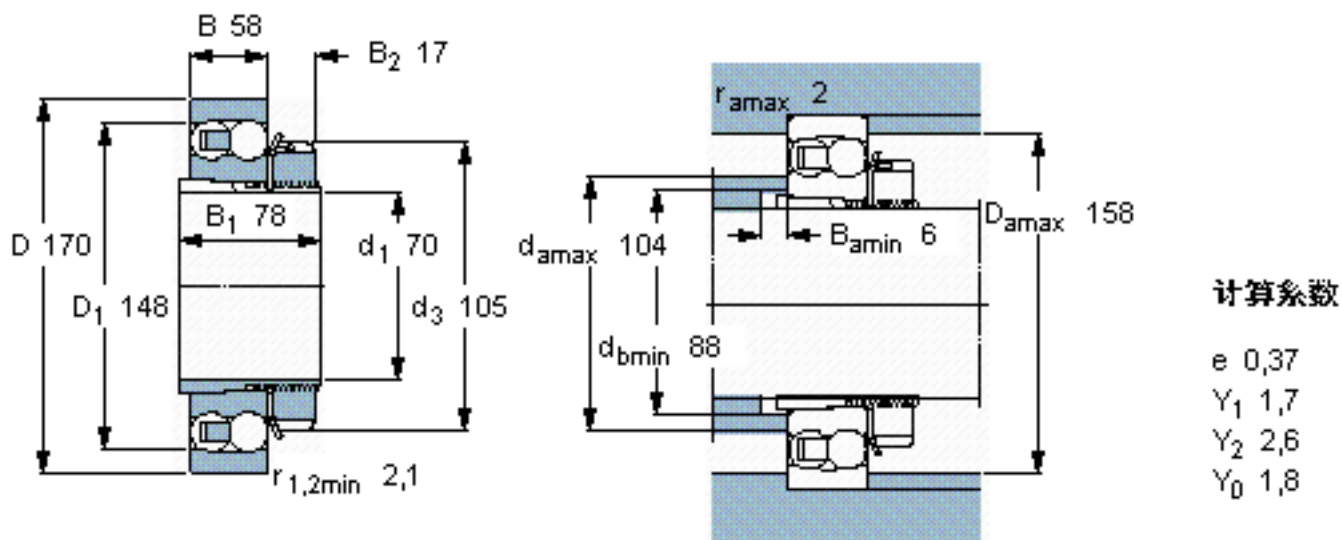 B 58
B₂ 17
D 170
D₁ 148
B₁ 78
d₁ 70
d₃ 105
r₁,₂min 2,1
rₐmax 2
dₐmax 104
Bₐmin 6
Dₐmax 158
d_bmin 88
计算系数
e 0,37
Y₁ 1,7
Y₂ 2,6
Y₀ 1,8